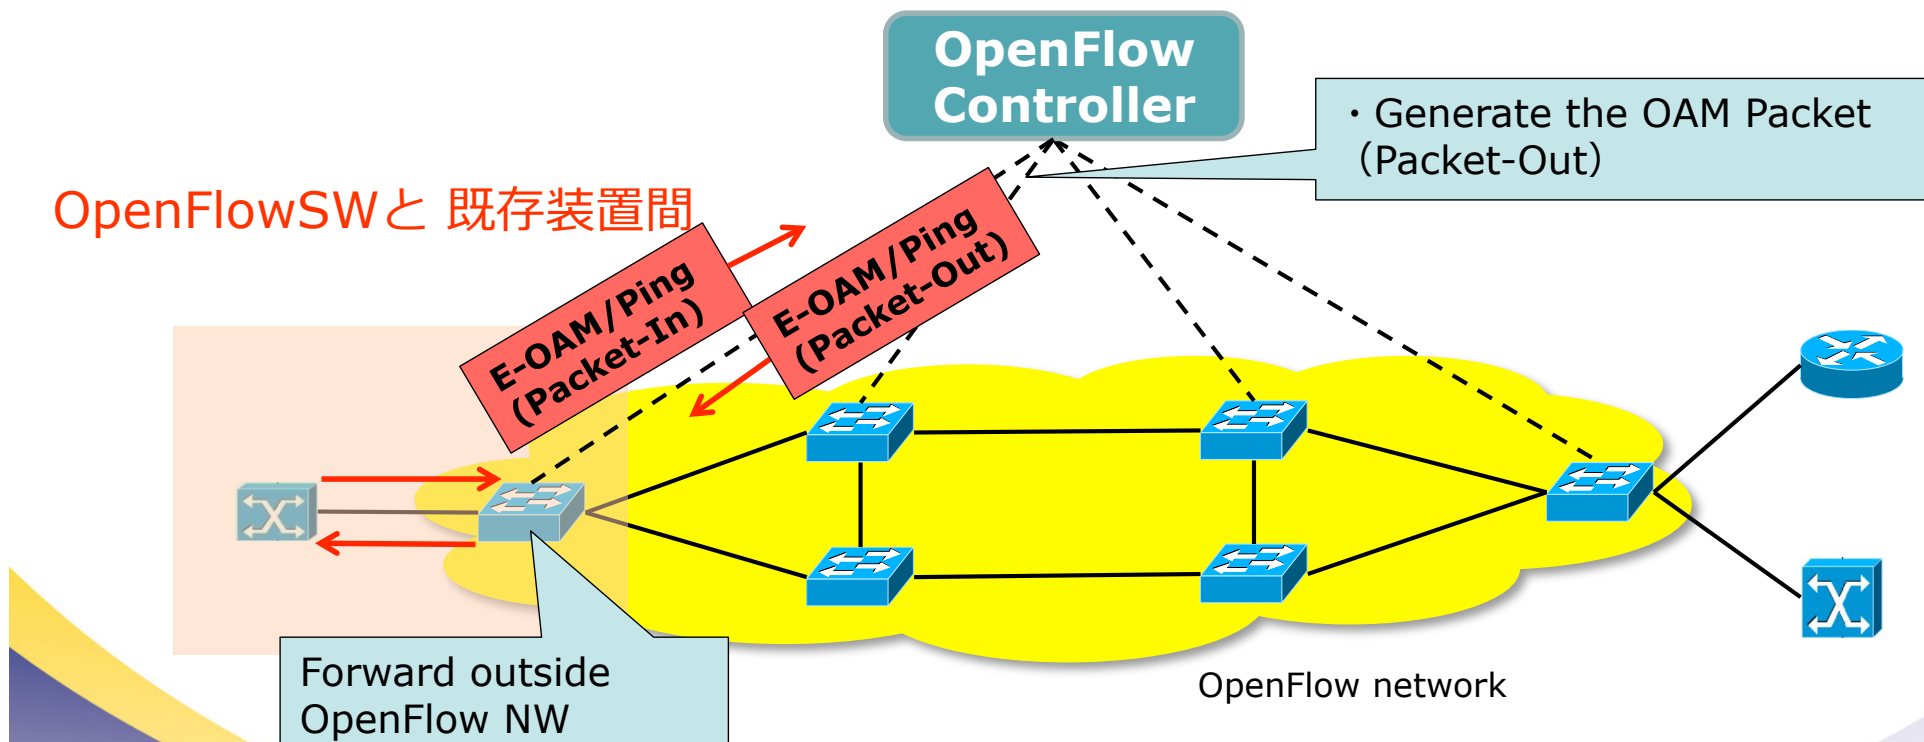 OpenFlow
Controller
・Generate the OAM Packet
（Packet-Out）
OpenFlowSWと 既存装置間
E-OAM/Ping
(Packet-In)
E-OAM/Ping
(Packet-Out)
Forward outside
OpenFlow NW
OpenFlow network